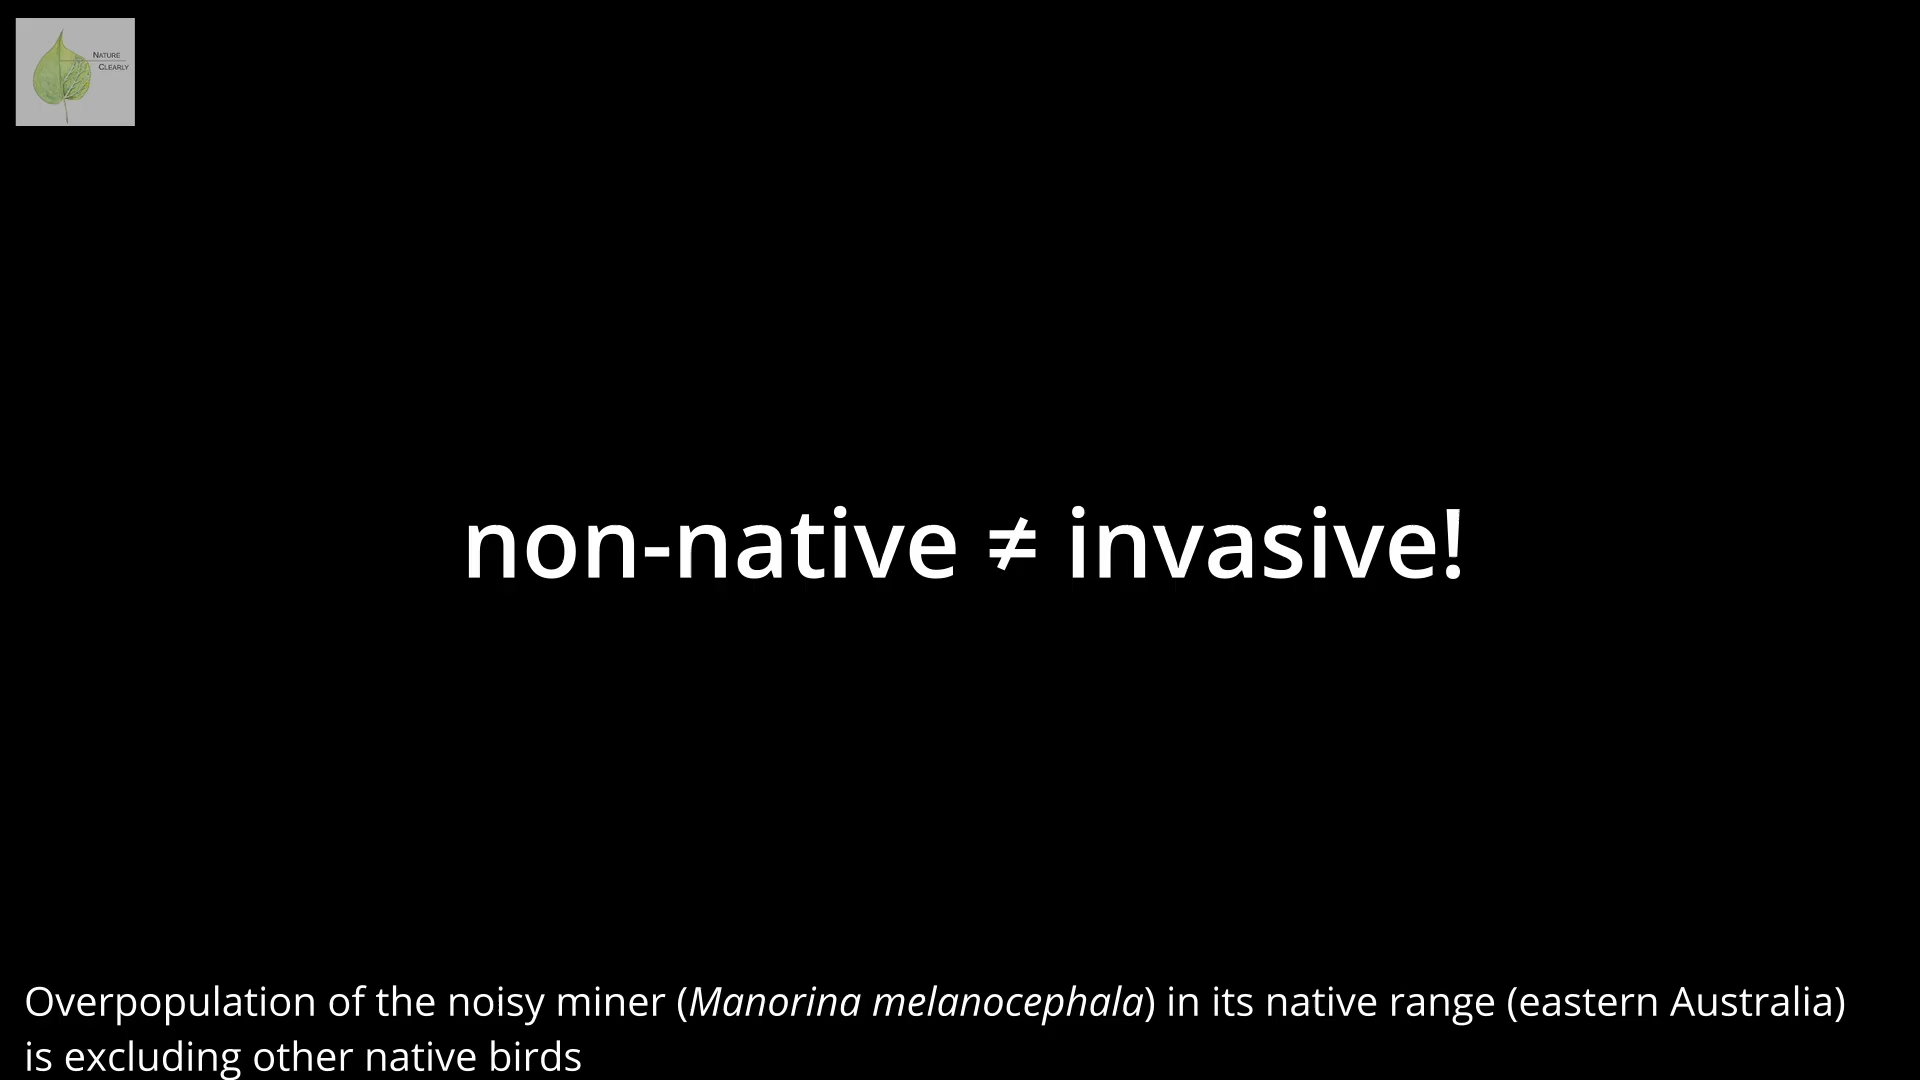 Nature
Clearly
non-native ≠ invasive!
Overpopulation of the noisy miner (Manorina melanocephala) in its native range (eastern Australia)
is excluding other native birds